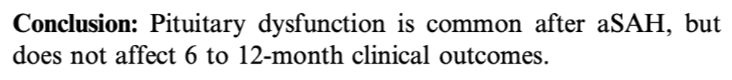 Conclusion: Pituitary dysfunction is common after aSAH, but
does not affect 6 to 12-month clinical outcomes.